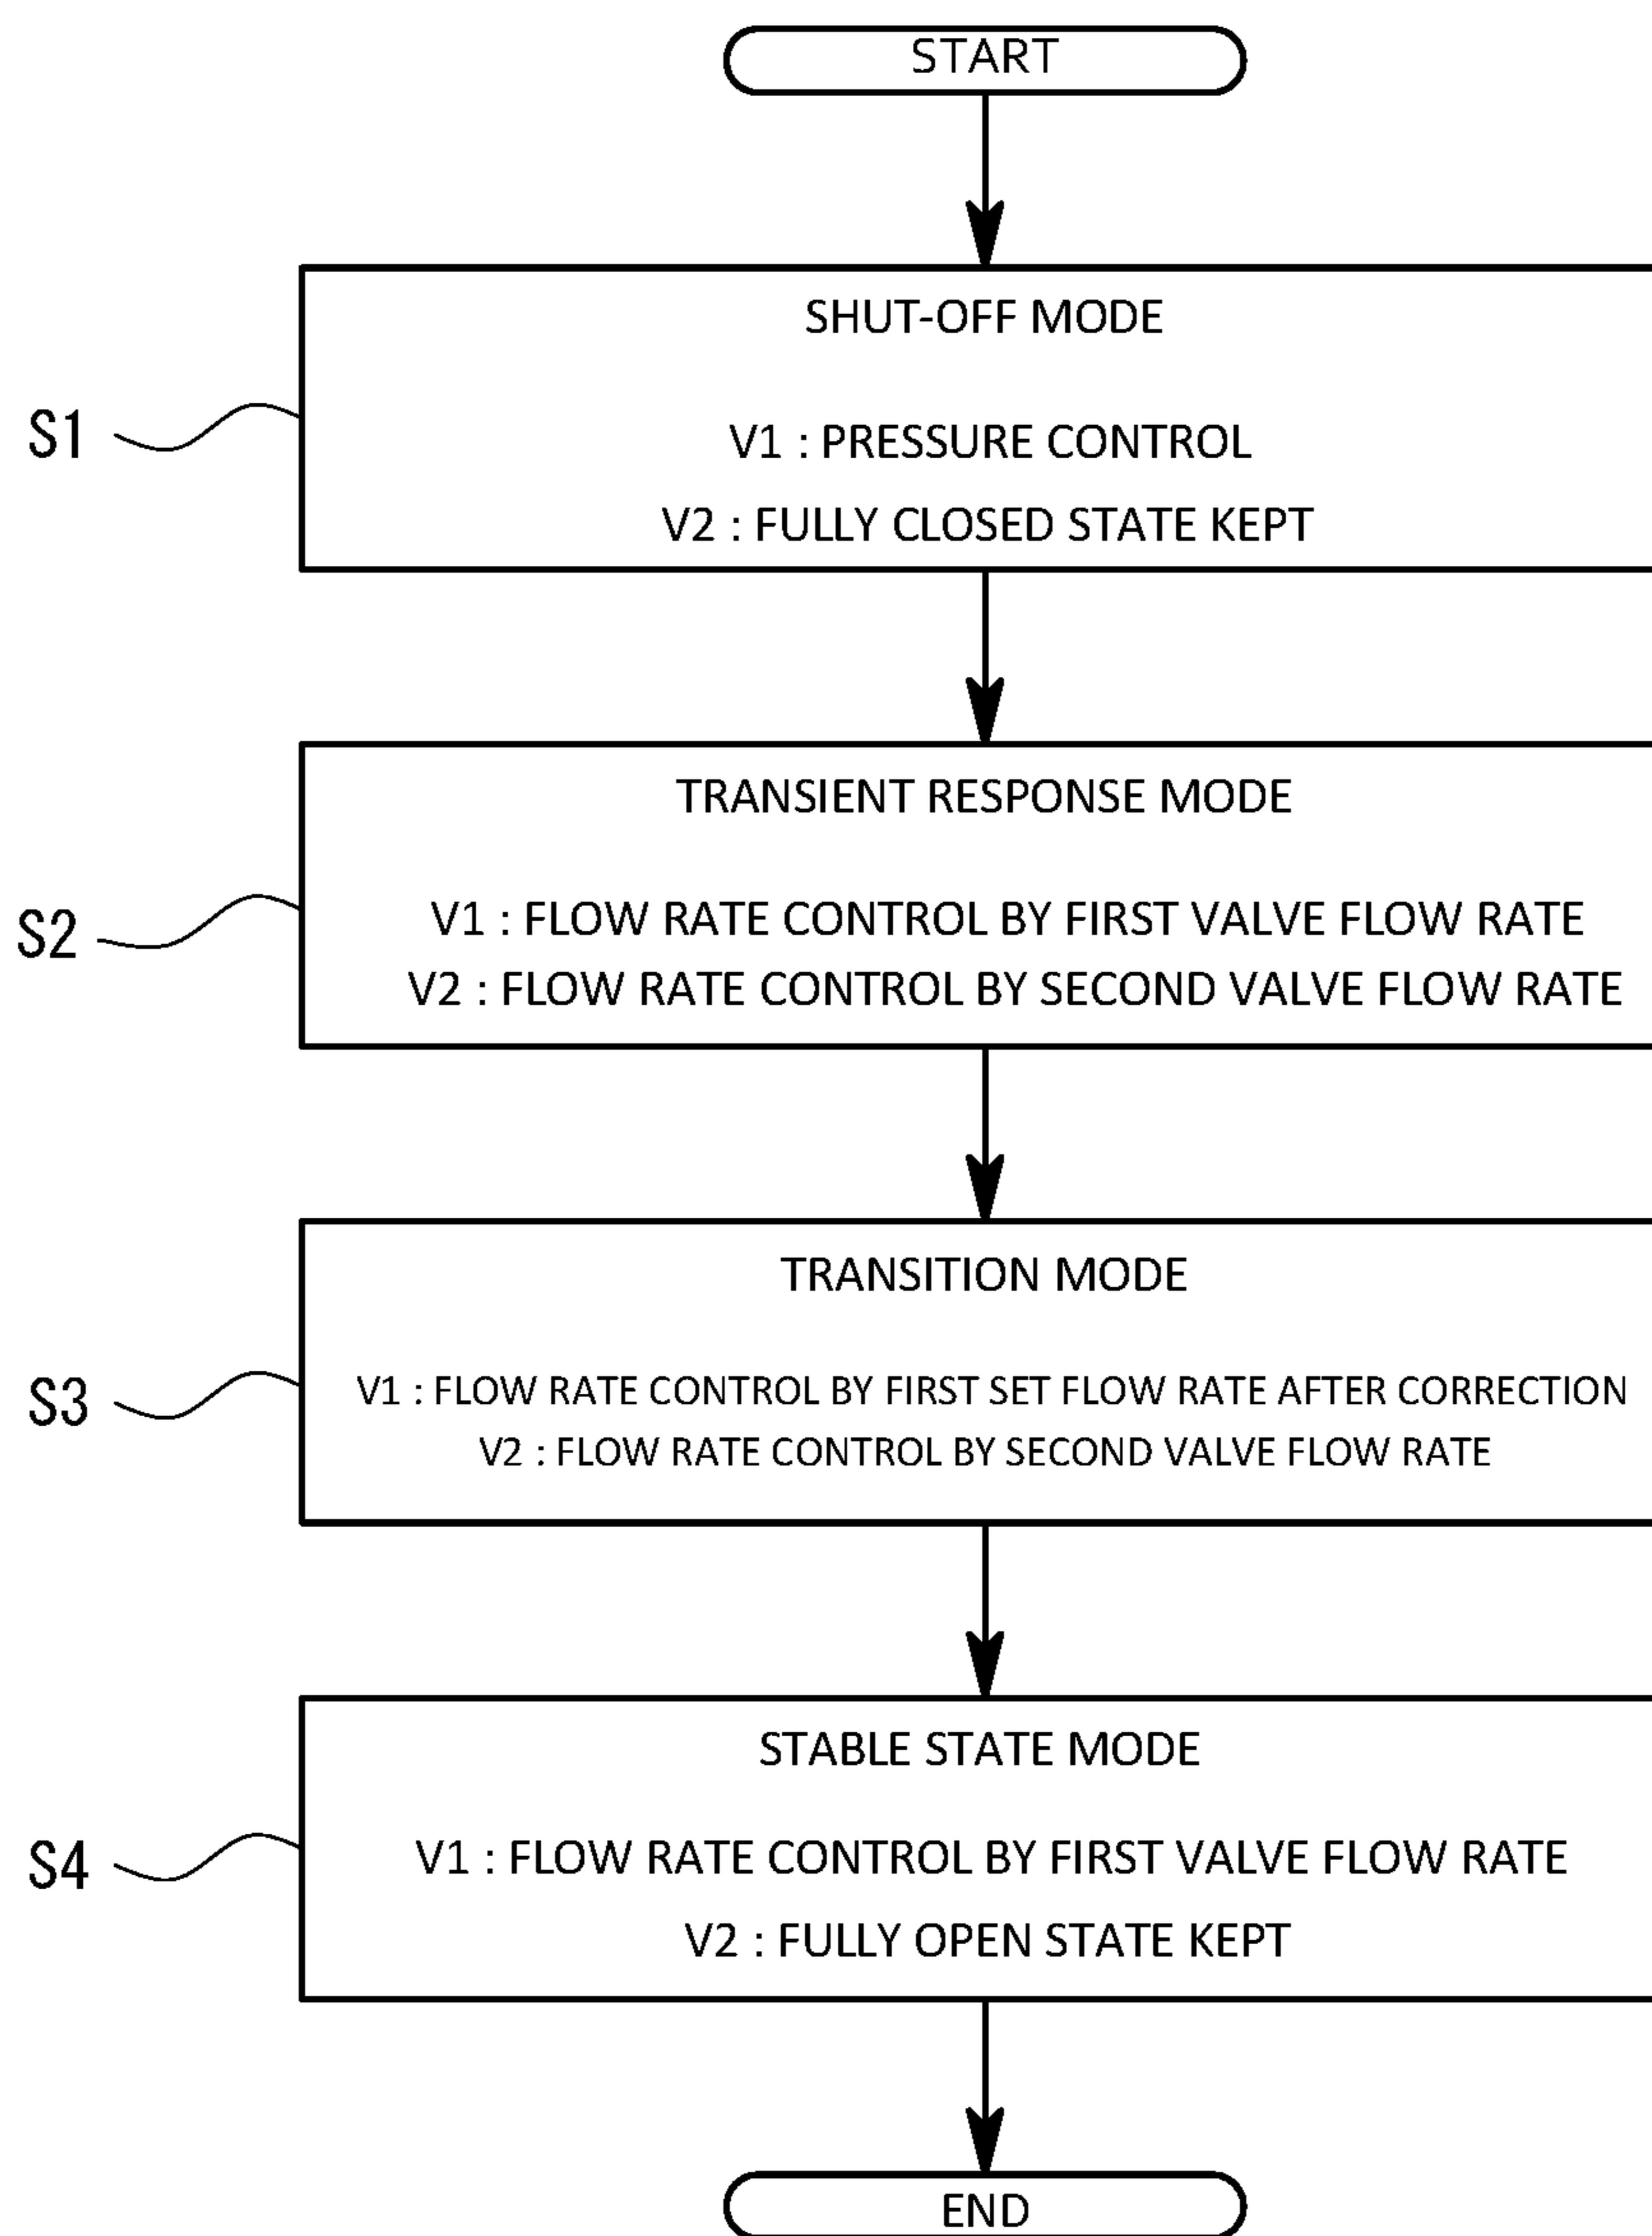 START
SHUT-OFF MODE
S1
V1 : PRESSURE CONTROL
V2 : FULLY CLOSED STATE KEPT
TRANSIENT RESPONSE MODE
S2
V1 : FLOW RATE CONTROL BY FIRST VALVE FLOW RATE
V2 : FLOW RATE CONTROL BY SECOND VALVE FLOW RATE
TRANSITION MODE
S3
V1 : FLOW RATE CONTROL BY FIRST SET FLOW RATE AFTER CORRECTION
V2 : FLOW RATE CONTROL BY SECOND VALVE FLOW RATE
STABLE STATE MODE
S4
V1 : FLOW RATE CONTROL BY FIRST VALVE FLOW RATE
V2 : FULLY OPEN STATE KEPT
END